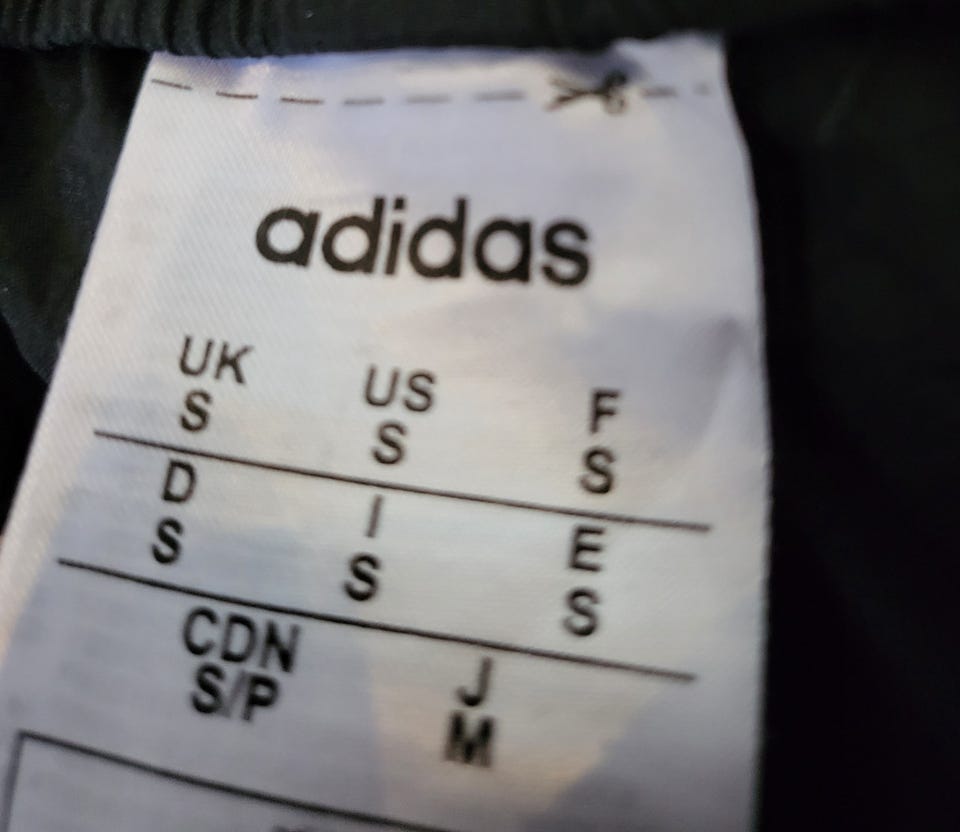 adidas
UK US F
S S S
D I E
S S S
CDN J
S/P M